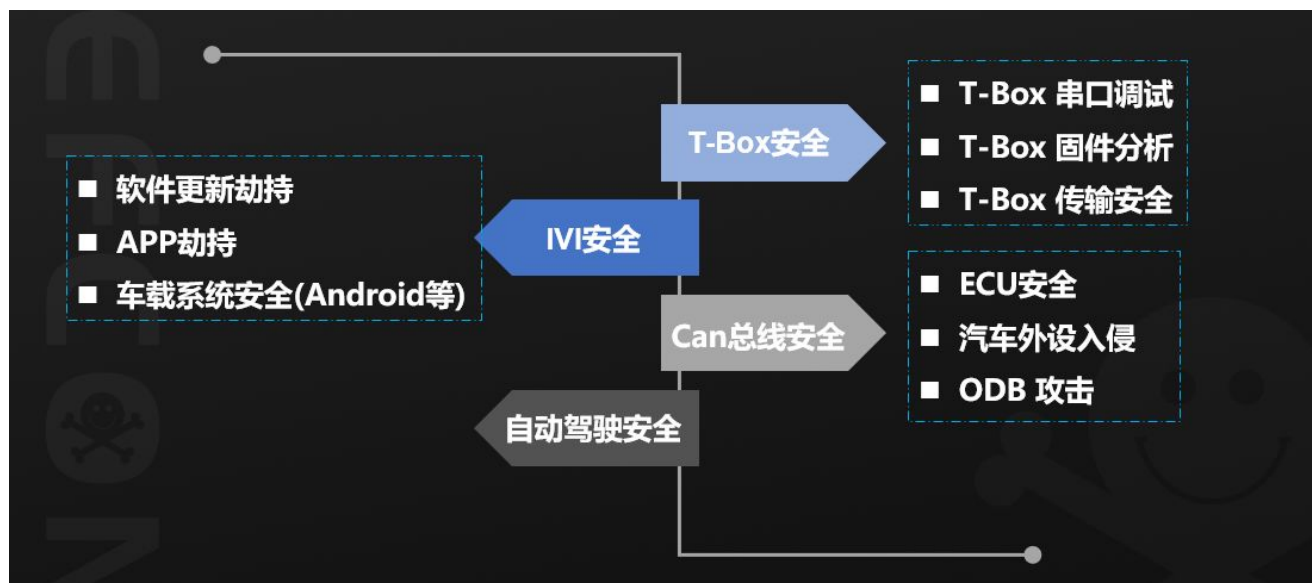 T-Box安全
■ T-Box 串口调试
■ T-Box 固件分析
■ T-Box 传输安全
IVI安全
■ 软件更新劫持
■ APP劫持
■ 车载系统安全(Android等)
Can总线安全
■ ECU安全
■ 汽车外设入侵
■ ODB 攻击
自动驾驶安全